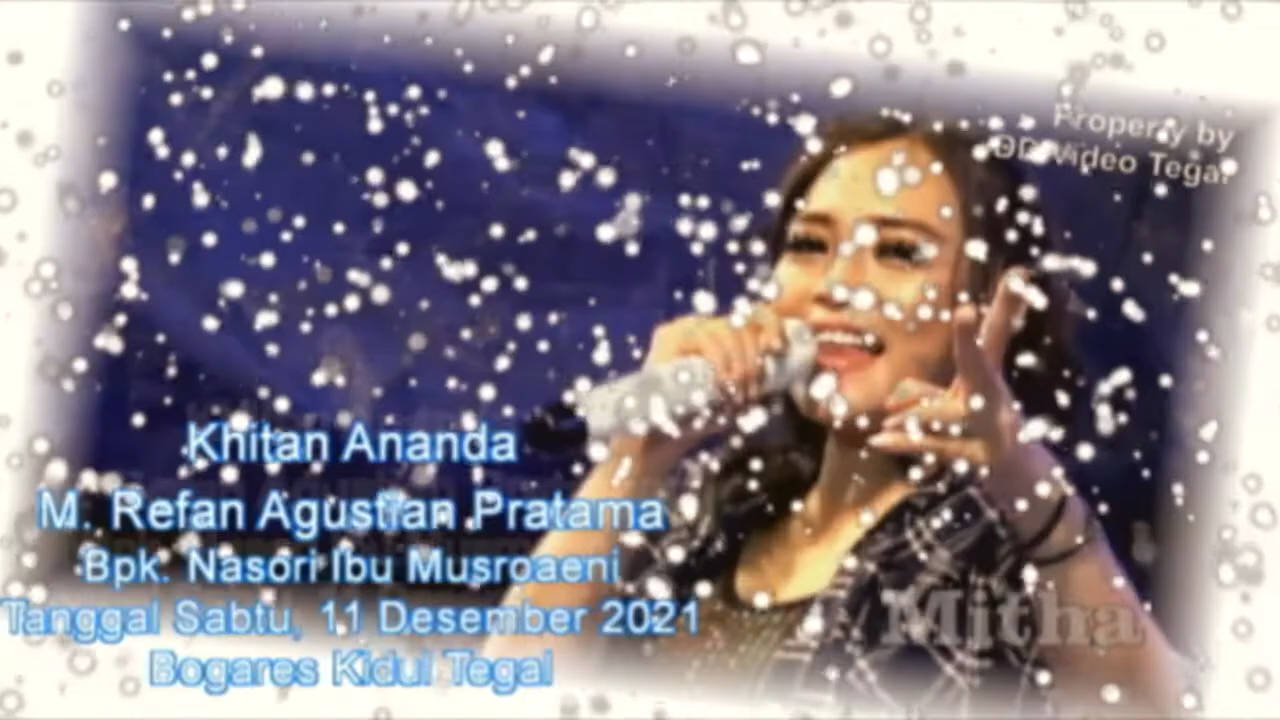 Property by
DD Video Tegal
Khitan Ananda
M. Refan Agustian Pratama
Bpk. Nasori Ibu Musroaeni
Tanggal Sabtu, 11 Desember 2021
Bogares Kidul Tegal
Mitha